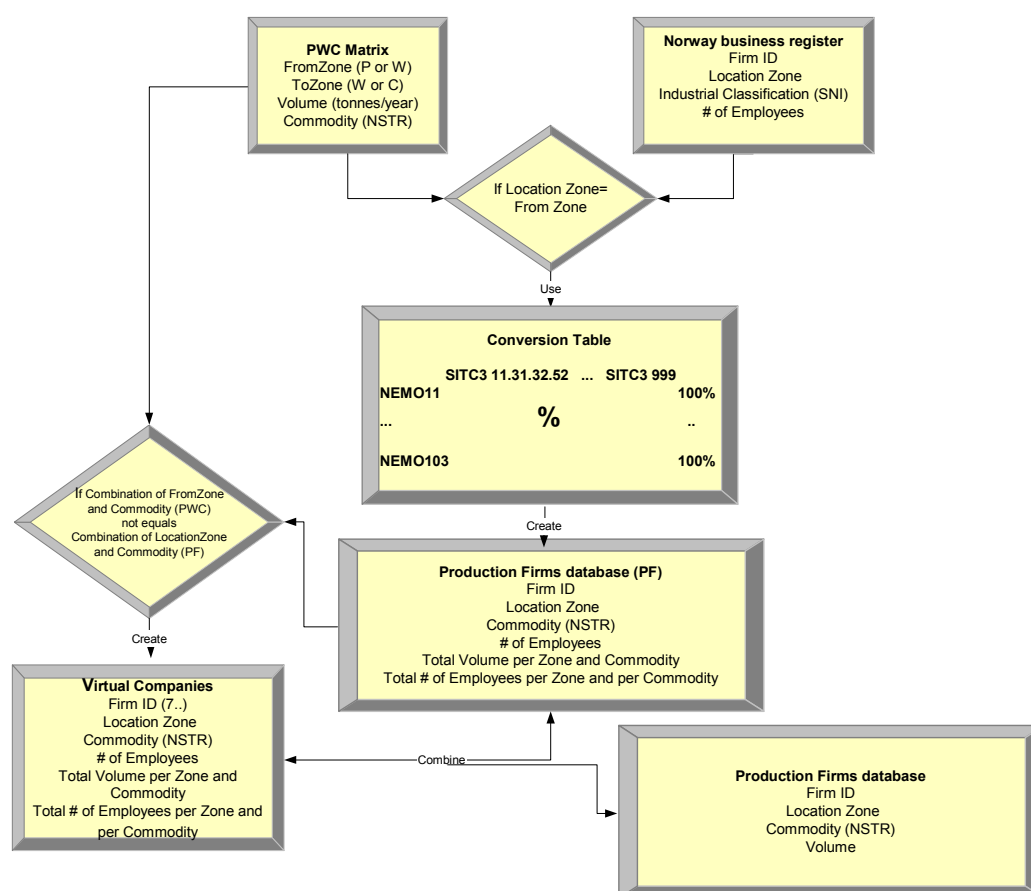 PWC Matrix
FromZone (P or W)
ToZone (W or C)
Volume (tonnes/year)
Commodity (NSTR)
Norway business register
Firm ID
Location Zone
Industrial Classification (SNI)
# of Employees
If Location Zone=
From Zone
Use
Conversion Table
SITC3 11.31.32.52 ... SITC3 999
NEMO11 100%
... % ..
NEMO103 100%
Create
If Combination of FromZone
and Commodity (PWC)
not equals
Combination of LocationZone
and Commodity (PF)
Create
Production Firms database (PF)
Firm ID
Location Zone
Commodity (NSTR)
# of Employees
Total Volume per Zone and Commodity
Total # of Employees per Zone and per Commodity
Virtual Companies
Firm ID (7..)
Location Zone
Commodity (NSTR)
# of Employees
Total Volume per Zone and
Commodity
Total # of Employees per Zone and
per Commodity
Combine
Production Firms database
Firm ID
Location Zone
Commodity (NSTR)
Volume